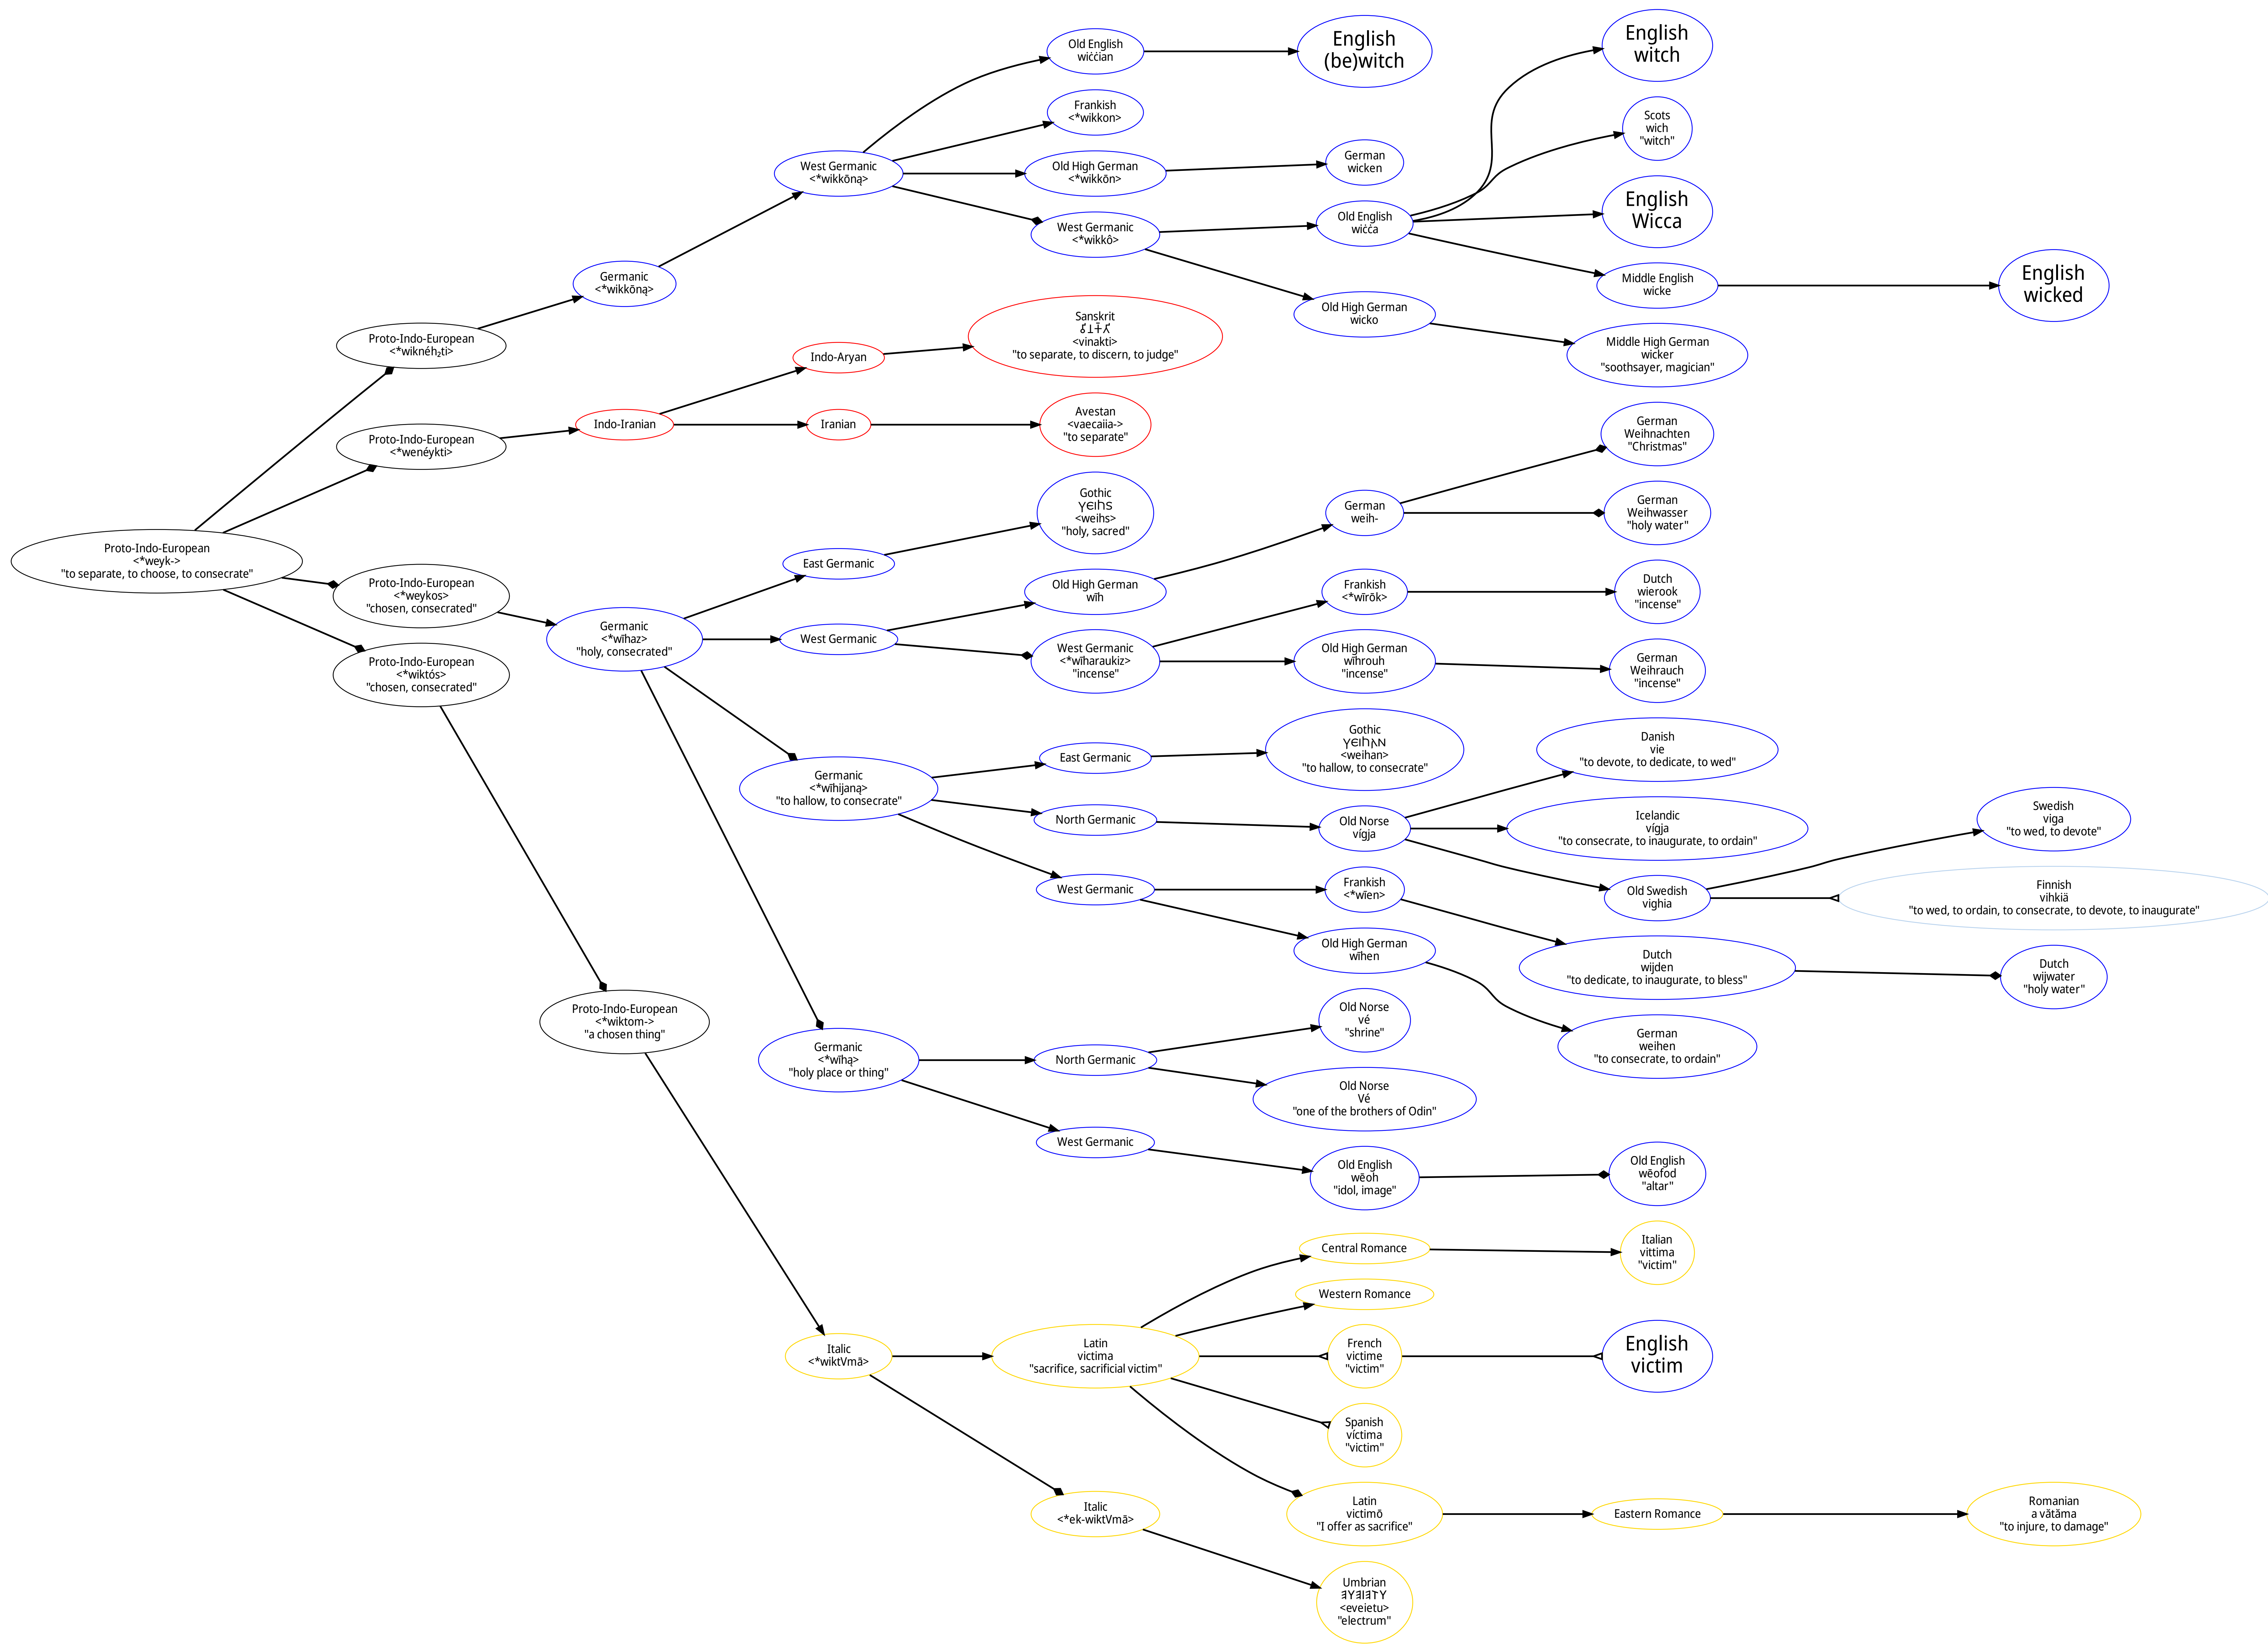 Proto-Indo-European
<*weyk->
"to separate, to choose, to consecrate"
Proto-Indo-European
<*wiknéh₂ti>
Proto-Indo-European
<*wenéykti>
Proto-Indo-European
<*weykos>
"chosen, consecrated"
Proto-Indo-European
<*wiktós>
"chosen, consecrated"
Germanic
<*wikkōną>
Indo-Iranian
Germanic
<*wīhaz>
"holy, consecrated"
Proto-Indo-European
<*wiktom->
"a chosen thing"
West Germanic
<*wikkōną>
Indo-Aryan
Iranian
East Germanic
West Germanic
Germanic
<*wīhijaną>
"to hallow, to consecrate"
Germanic
<*wīhą>
"holy place or thing"
Italic
<*wiktVmā>
Old English
wiċċian
Frankish
<*wikkon>
Old High German
<*wikkōn>
West Germanic
<*wikkô>
Sanskrit
𑀯𑀺𑀦𑀓𑁆𑀢𑀺
<vinakti>
"to separate, to discern, to judge"
Avestan
<vaecaiia->
"to separate"
Gothic
𐍅𐌴𐌹𐌷𐍃
<weihs>
"holy, sacred"
Old High German
wīh
West Germanic
<*wīharaukiz>
"incense"
East Germanic
North Germanic
West Germanic
North Germanic
West Germanic
Latin
victima
"sacrifice, sacrificial victim"
Italic
<*ek-wiktVmā>
English
(be)witch
German
wicken
Old English
wiċċa
Old High German
wicko
German
weih-
Frankish
<*wīrōk>
Old High German
wīhrouh
"incense"
Gothic
𐍅𐌴𐌹𐌷𐌰𐌽
<weihan>
"to hallow, to consecrate"
Old Norse
vígja
Frankish
<*wīen>
Old High German
wīhen
Old Norse
vé
"shrine"
Old Norse
Vé
"one of the brothers of Odin"
Old English
wēoh
"idol, image"
Central Romance
Western Romance
French
victime
"victim"
Spanish
víctima
"victim"
Latin
victimō
"I offer as sacrifice"
Umbrian
𐌄𐌅𐌄𐌉𐌄𐌕𐌖
<eveietu>
"electrum"
English
witch
Scots
wich
"witch"
English
Wicca
Middle English
wicke
Middle High German
wicker
"soothsayer, magician"
German
Weihnachten
"Christmas"
German
Weihwasser
"holy water"
Dutch
wierook
"incense"
German
Weihrauch
"incense"
Danish
vie
"to devote, to dedicate, to wed"
Icelandic
vígja
"to consecrate, to inaugurate, to ordain"
Old Swedish
vighia
Dutch
wijden
"to dedicate, to inaugurate, to bless"
German
weihen
"to consecrate, to ordain"
Old English
wēofod
"altar"
Italian
vittima
"victim"
English
victim
Eastern Romance
English
wicked
Swedish
viga
"to wed, to devote"
Finnish
vihkiä
"to wed, to ordain, to consecrate, to devote, to inaugurate"
Dutch
wijwater
"holy water"
Romanian
a vătăma
"to injure, to damage"